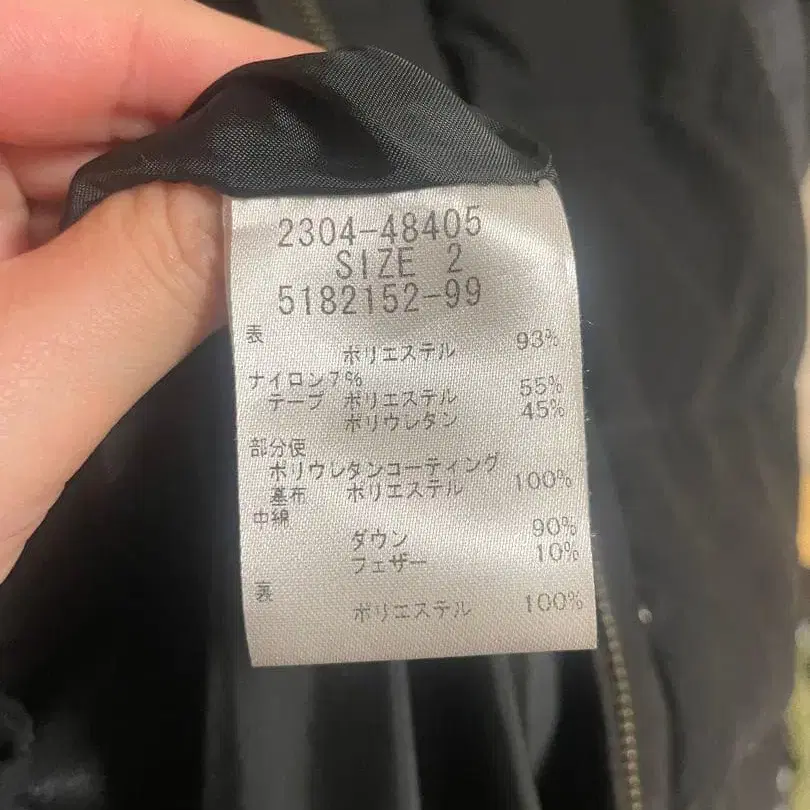 2304-48405
SIZE 2
5182152-99
表
ポリエステル 93%
ナイロン7%
テープ ポリエステル 55%
ポリウレタン 45%
部分使
ポリウレタンコーティング
基布 ポリエステル 100%
中綿
ダウン 90%
フェザー 10%
裏
ポリエステル 100%